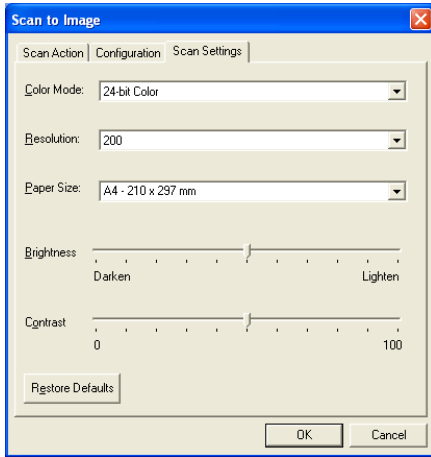 Scan to Image
Scan Action Configuration Scan Settings
Color Mode: 24-bit Color
Resolution: 200
Paper Size: A4 - 210 x 297 mm
Brightness
Darken Lighten
Contrast
0 100
Restore Defaults
OK Cancel